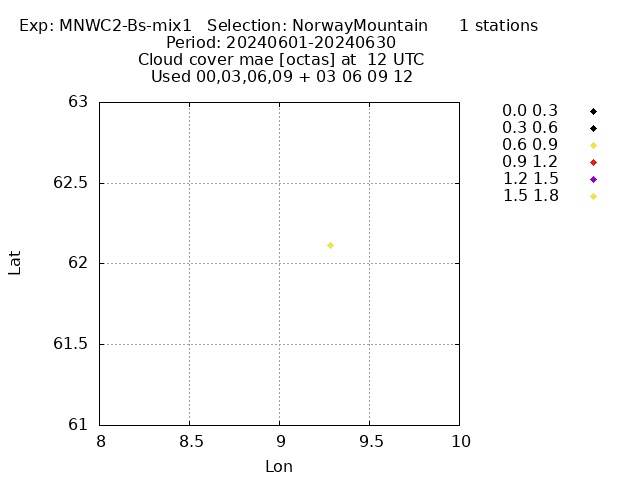 Exp: MNWC2-Bs-mix1 Selection: NorwayMountain 1 stations
Period: 20240601-20240630
Cloud cover mae [octas] at 12 UTC
Used 00,03,06,09 + 03 06 09 12
0.0 0.3
0.3 0.6
0.6 0.9
0.9 1.2
1.2 1.5
1.5 1.8
63
62.5
62
61.5
61
Lat
8 8.5 9 9.5 10
Lon